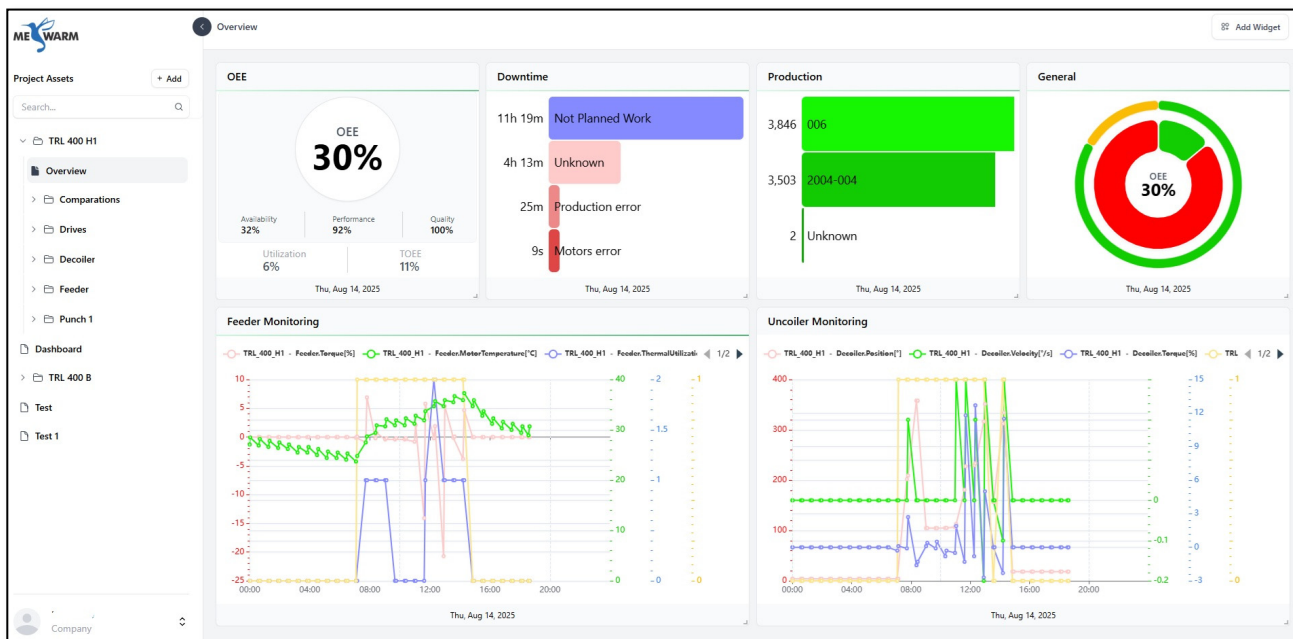 MESWARM
Overview
Add Widget
Project Assets
+ Add
Search...
TRL 400 H1
Overview
Comparations
Drives
Decoiler
Feeder
Punch 1
Dashboard
TRL 400 B
Test
Test 1
Company
OEE
OEE
30%
Availability Performance Quality
32% 92% 100%
Utilization TOEE
6% 11%
Thu, Aug 14, 2025
Downtime
11h 19m Not Planned Work
4h 13m Unknown
25m Production error
9s Motors error
Thu, Aug 14, 2025
Production
3,846 006
3,503 2004-004
2 Unknown
Thu, Aug 14, 2025
General
OEE
30%
Thu, Aug 14, 2025
Feeder Monitoring
TRL_400_H1 - Feeder.Torque[%] TRL_400_H1 - Feeder.MotorTemperature[°C] TRL_400_H1 - Feeder.ThermalUtilizati 1/2
10 40 2 1
5
0 30 1.5
-5
-10 20 1
-15
-20 10
-25 0 0 0
00:00 04:00 08:00 12:00 16:00 20:00
Thu, Aug 14, 2025
Uncoiler Monitoring
TRL_400_H1 - Decoiler.Position[°] TRL_400_H1 - Decoiler.Velocity[°/s] TRL_400_H1 - Decoiler.Torque[%] TRL 1/2
400 15 1
12
300 9
200 6
0 3
100 -0.1 0
0 -0.2 -3 0
00:00 04:00 08:00 12:00 16:00 20:00
Thu, Aug 14, 2025